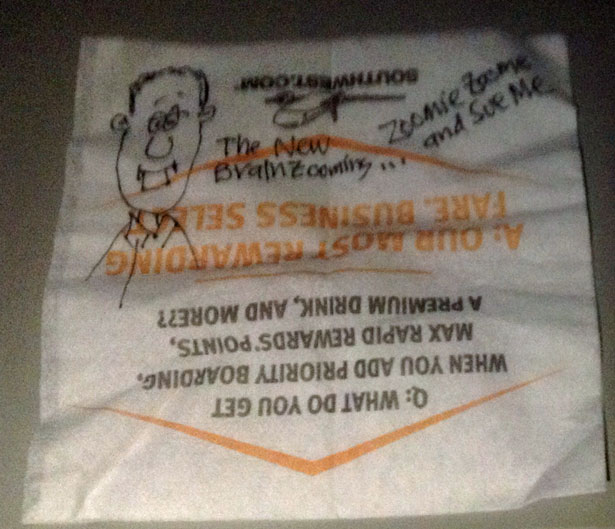 The New
BrainZooming...
Zoomie Zoomie
and Sue Me
Q: WHAT DO YOU GET
WHEN YOU ADD PRIORITY BOARDING,
MAX RAPID REWARDS® POINTS,
A PREMIUM DRINK, AND MORE??
A: OUR MOST REWARDING
FARE. BUSINESS SELECT
SOUTHWEST.COM